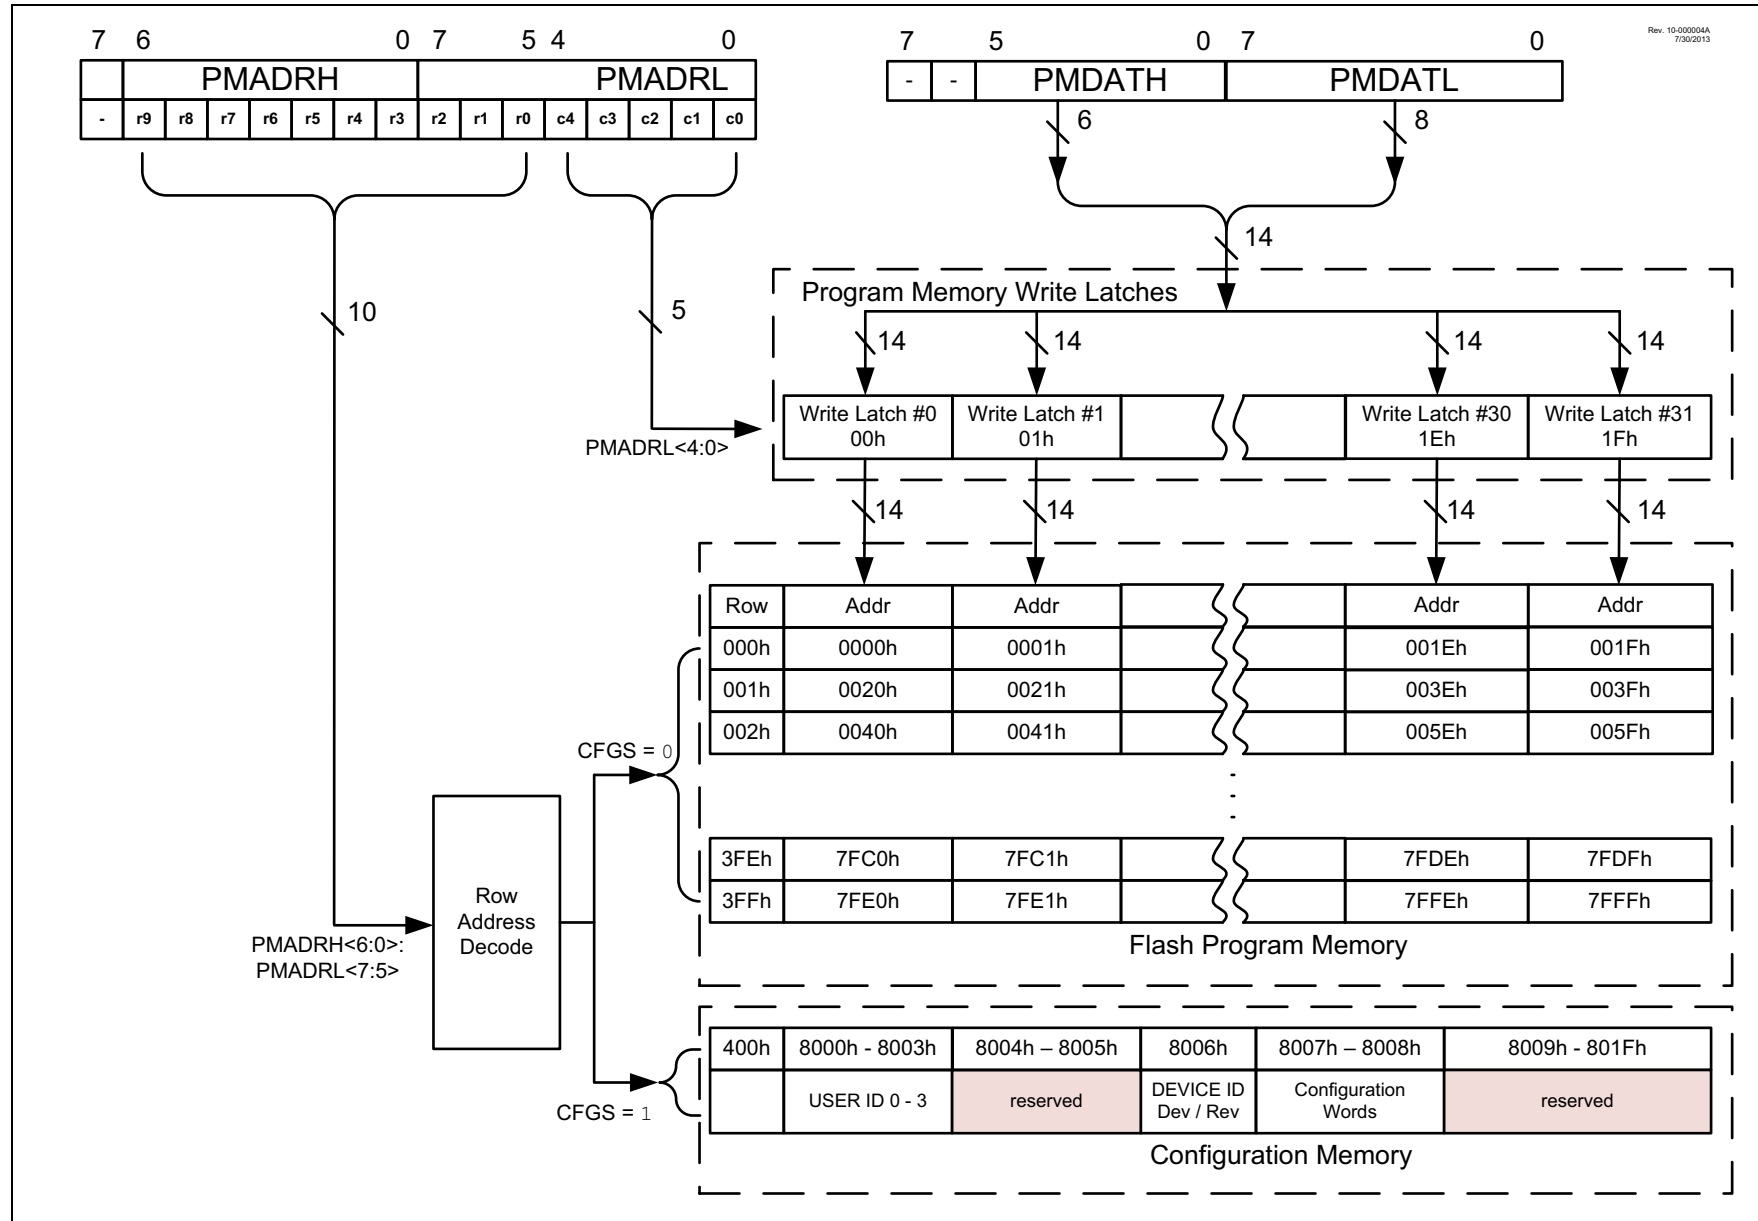 Rev. 10-000004A
7/30/2013
7 6 0 7 5 4 0
7 5 0 7 0
PMADRH PMADRL
- - PMDATH PMDATL
- r9 r8 r7 r6 r5 r4 r3 r2 r1 r0 c4 c3 c2 c1 c0
6 8
14
10
5
Program Memory Write Latches
14 14 14 14
Write Latch #0 Write Latch #1 Write Latch #30 Write Latch #31
00h 01h 1Eh 1Fh
PMADRL<4:0>
14 14 14 14
Row Addr Addr Addr Addr
000h 0000h 0001h 001Eh 001Fh
001h 0020h 0021h 003Eh 003Fh
002h 0040h 0041h 005Eh 005Fh
CFGS = 0
3FEh 7FC0h 7FC1h 7FDEh 7FDFh
3FFh 7FE0h 7FE1h 7FFEh 7FFFh
Flash Program Memory
Row
Address
Decode
PMADRH<6:0>:
PMADRL<7:5>
400h 8000h - 8003h 8004h – 8005h 8006h 8007h – 8008h 8009h - 801Fh
USER ID 0 - 3 reserved DEVICE ID Configuration reserved
Dev / Rev Words
CFGS = 1
Configuration Memory